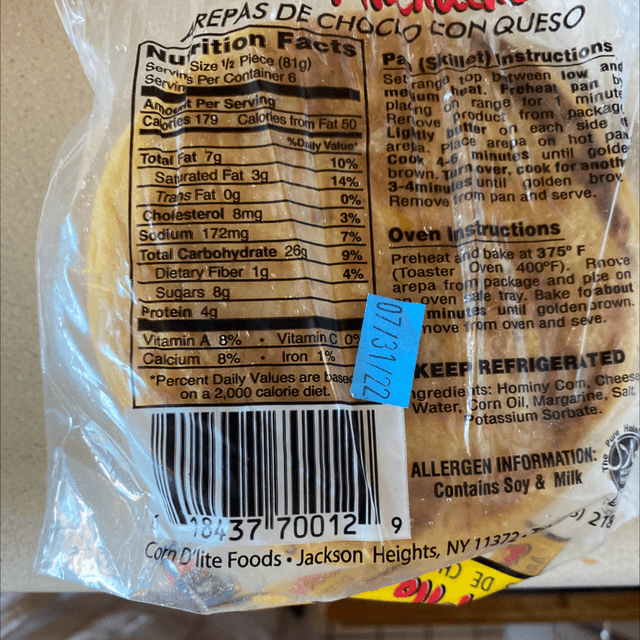 AREPAS DE CHOCLO CON QUESO
Nutrition Facts
Serving Size 1/2 Piece (81g)
Servings Per Container 6
Amount Per Serving
Calories 179 Calories from Fat 50
%Daily Value*
Total Fat 7g 10%
Saturated Fat 3g 14%
Trans Fat 0g 0%
Cholesterol 8mg 3%
Sodium 172mg 7%
Total Carbohydrate 26g 9%
Dietary Fiber 1g 4%
Sugars 8g
Protein 4g
Vitamin A 8% • Vitamin C 0%
Calcium 8% • Iron 1%
*Percent Daily Values are based
on a 2,000 calorie diet.
Pan (Skillet) Instructions
Set range top between low and
medium heat. Preheat pan by
placing on range for 1 minute
Remove product from package
Lightly butter on each side of
arepa. Place arepa on hot pan
Cook 4-6 minutes until golden
brown. Turn over, cook for another
3-4minutes until golden brown
Remove from pan and serve.
Oven Instructions
Preheat and bake at 375° F
(Toaster Oven 400°F). Remove
arepa from package and place on
oven safe tray. Bake for about
minutes until golden brown.
Remove from oven and serve.
07/31/22
KEEP REFRIGERATED
Ingredients: Hominy Corn, Cheese
Water, Corn Oil, Margarine, Salt,
Potassium Sorbate.
ALLERGEN INFORMATION:
Contains Soy & Milk
18437 70012 9
Corn D'lite Foods • Jackson Heights, NY 11372